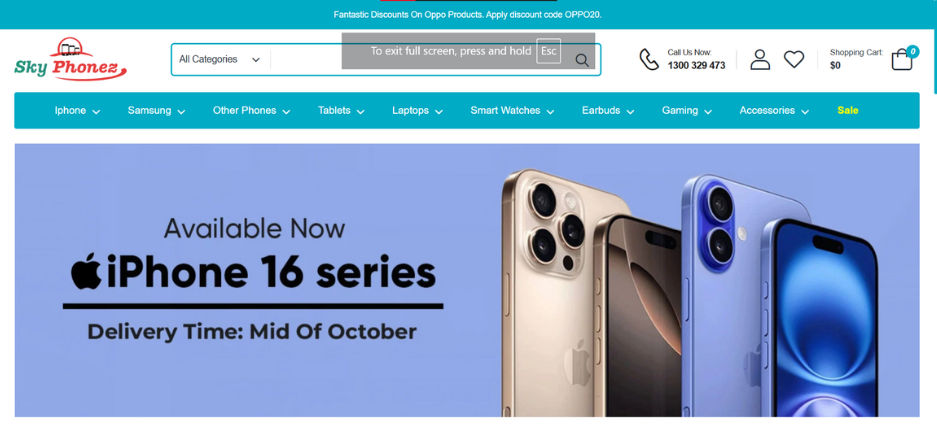 Fantastic Discounts On Oppo Products. Apply discount code OPPO20.
Sky Phonez
All Categories
To exit full screen, press and hold Esc
Call Us Now:
1300 329 473
Shopping Cart:
$0
0
Iphone
Samsung
Other Phones
Tablets
Laptops
Smart Watches
Earbuds
Gaming
Accessories
Sale
Available Now
iPhone 16 series
Delivery Time: Mid Of October